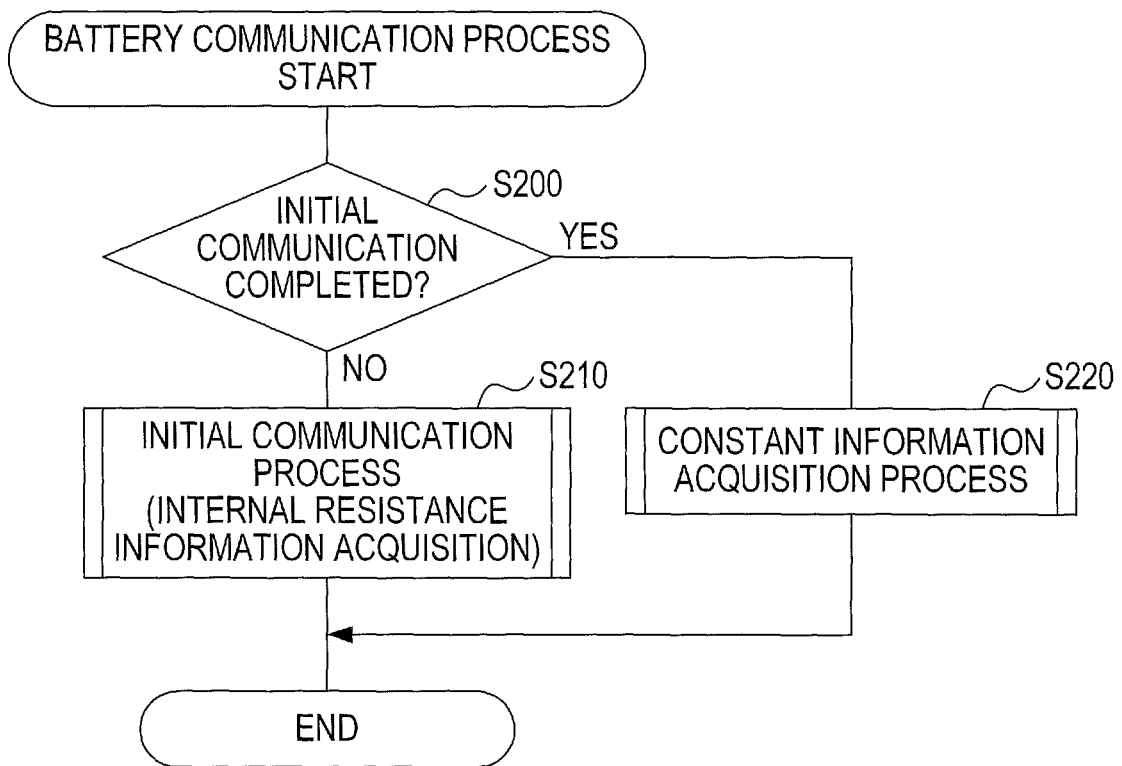 BATTERY COMMUNICATION PROCESS
START
S200
INITIAL
COMMUNICATION
COMPLETED?
YES
NO
S210
INITIAL COMMUNICATION
PROCESS
(INTERNAL RESISTANCE
INFORMATION ACQUISITION)
S220
CONSTANT INFORMATION
ACQUISITION PROCESS
END